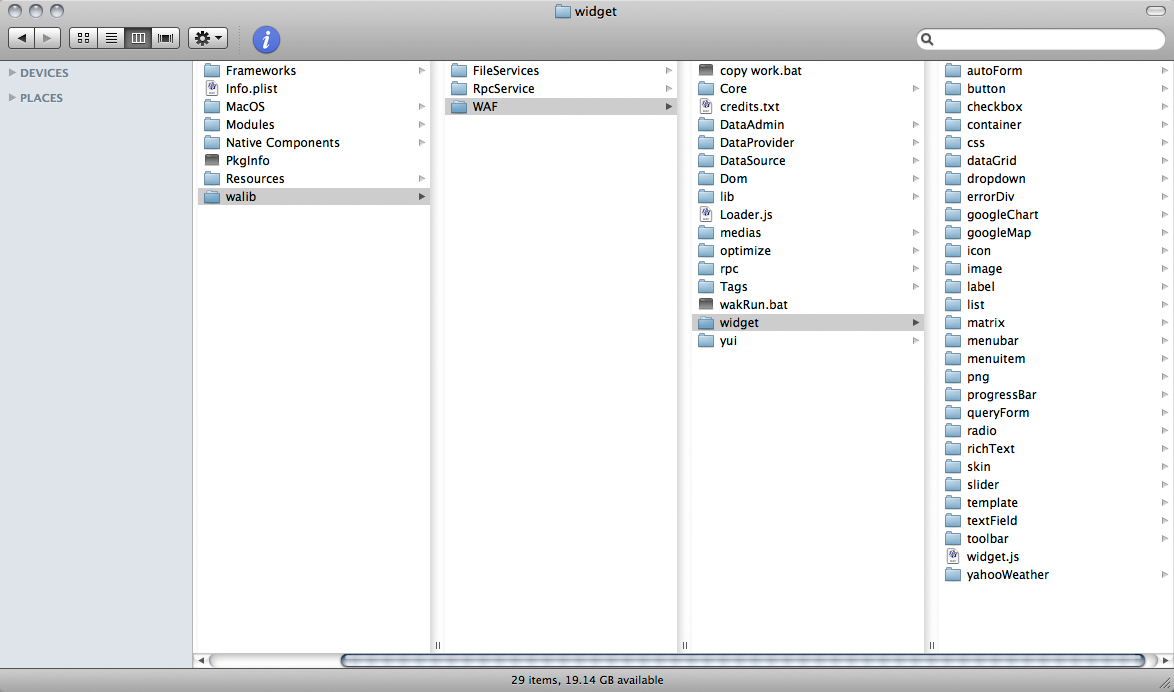 widget
DEVICES
PLACES
Frameworks
Info.plist
MacOS
Modules
Native Components
PkgInfo
Resources
walib
FileServices
RpcService
WAF
copy work.bat
Core
credits.txt
DataAdmin
DataProvider
DataSource
Dom
lib
Loader.js
medias
optimize
rpc
Tags
wakRun.bat
widget
yui
autoForm
button
checkbox
container
css
dataGrid
dropdown
errorDiv
googleChart
googleMap
icon
image
label
list
matrix
menubar
menuitem
png
progressBar
queryForm
radio
richText
skin
slider
template
textField
toolbar
widget.js
yahooWeather
29 items, 19.14 GB available